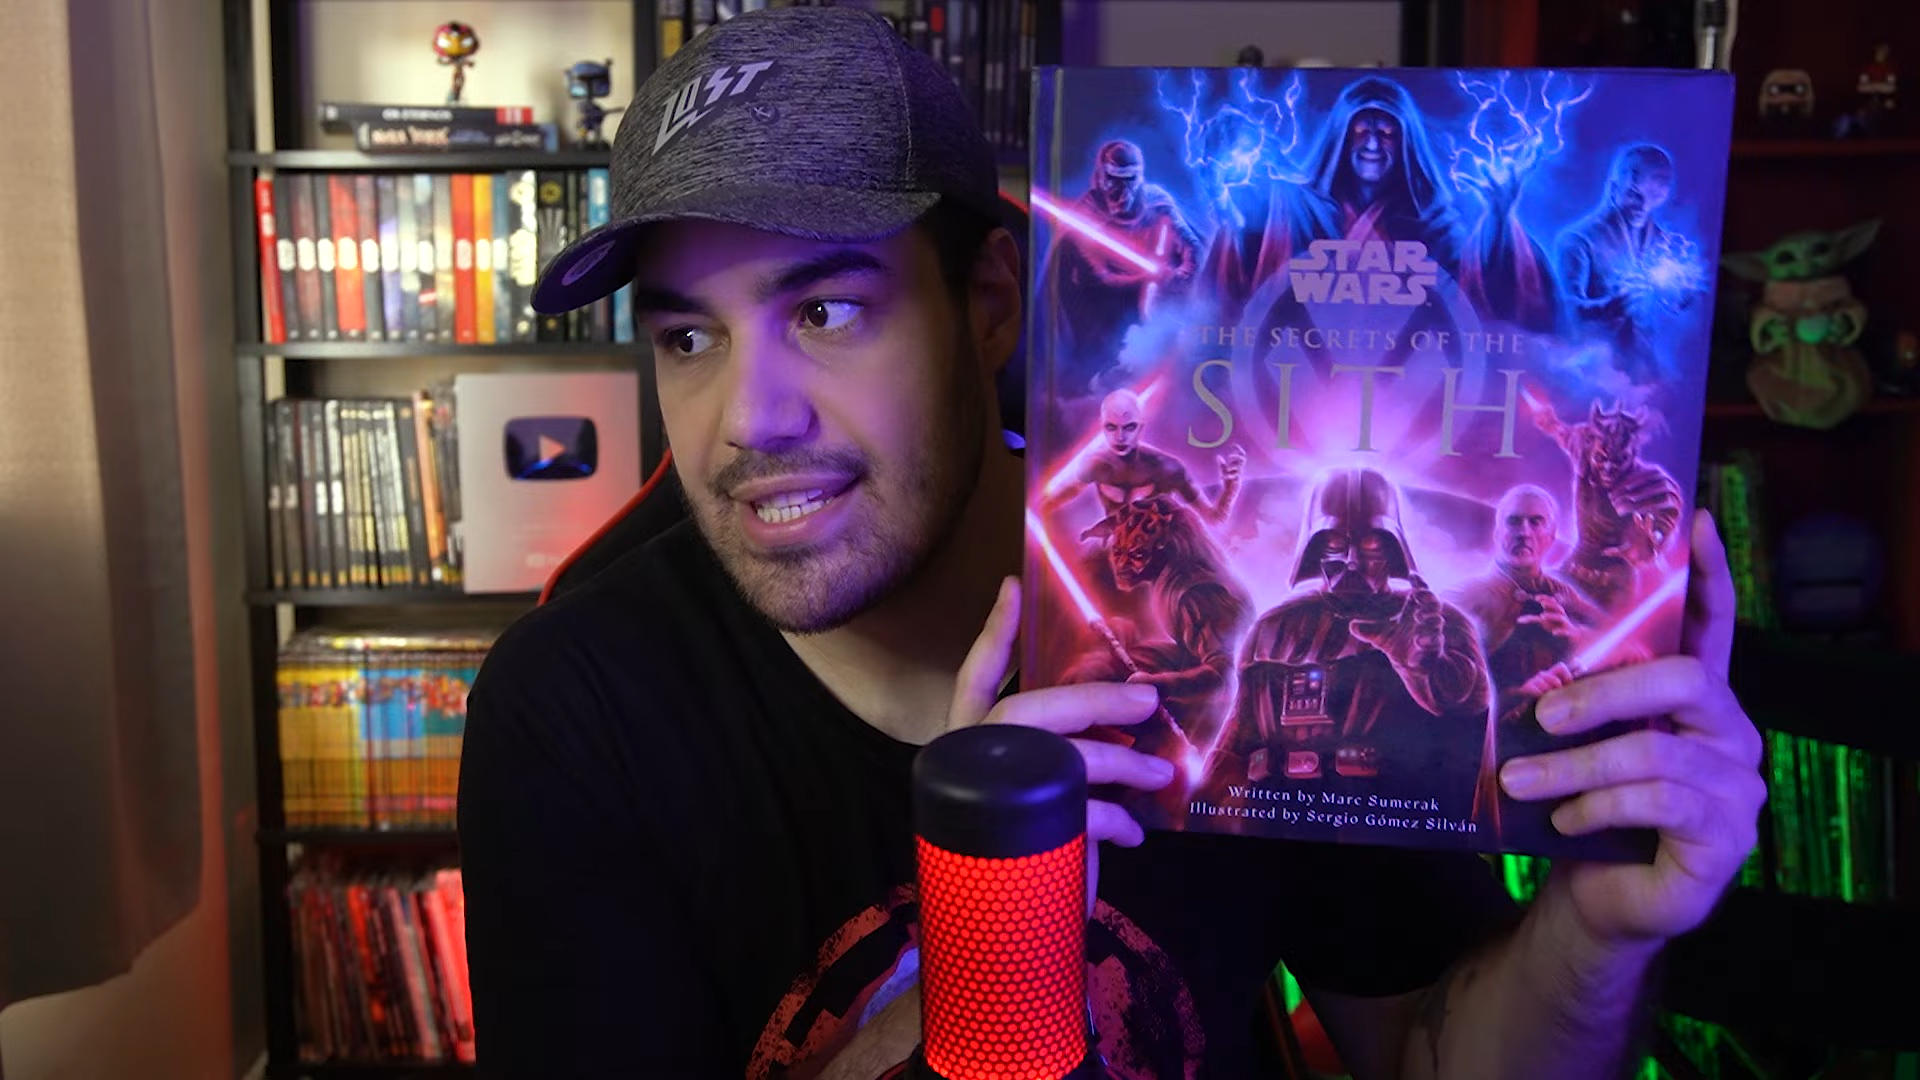 LOST
STAR
WARS
THE SECRETS OF THE
SITH
Written by Marc Sumerak
Illustrated by Sergio Gómez Silván